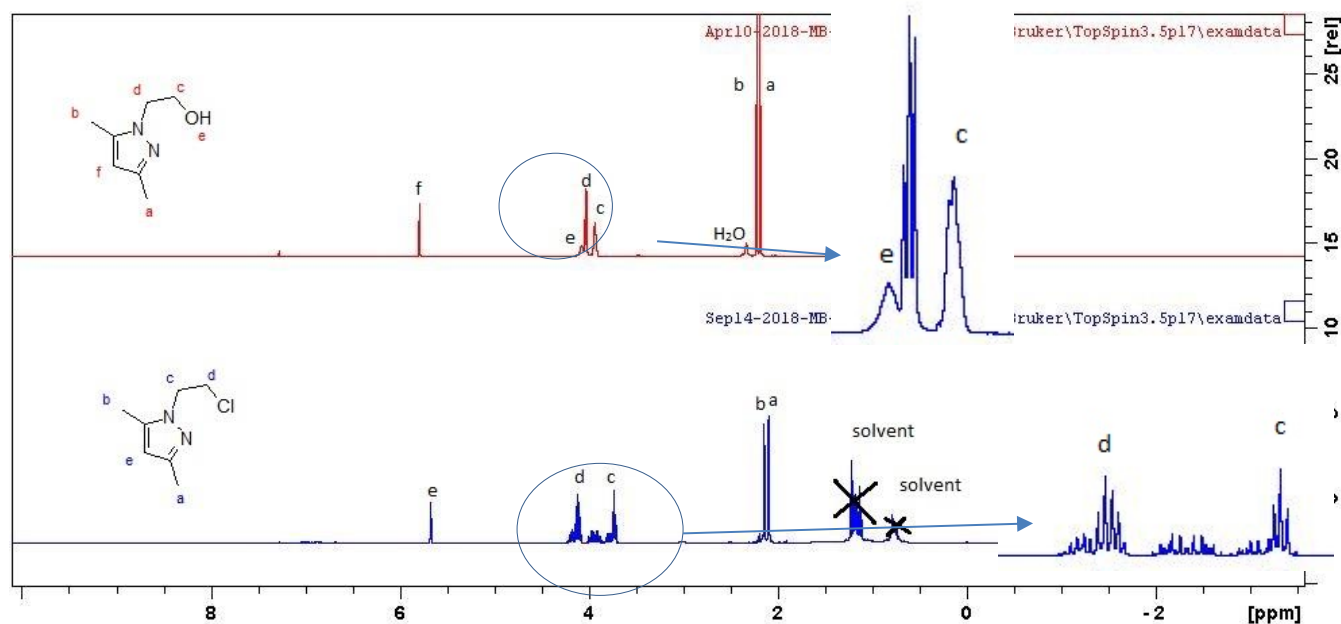 Apr10-2018-MB-
Bruker\TopSpin3.5pl7\examdata
[rel]
25
20
15
10
b
a
c
e
d
c
b
N
OH
e
f
N
a
f
d
c
e
H₂O
Sep14-2018-MB-
Bruker\TopSpin3.5pl7\examdata
c
d
b
N
Cl
N
e
a
b
a
solvent
solvent
e
d
c
d
c
8
6
4
2
0
-2
[ppm]